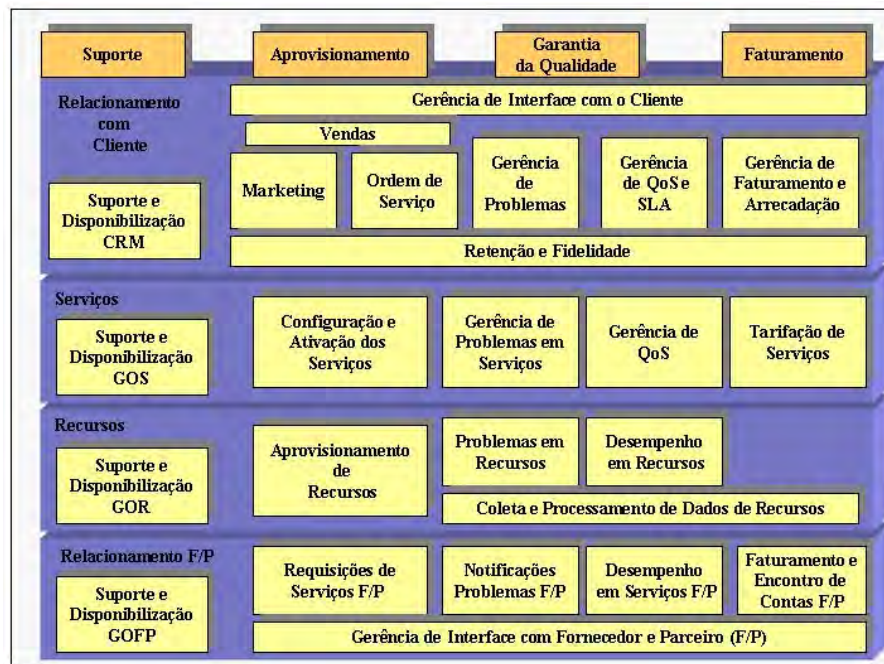 Suporte
Aprovisionamento
Garantia
da Qualidade
Faturamento
Relacionamento
com
Cliente
Gerência de Interface com o Cliente
Vendas
Marketing
Ordem de
Serviço
Gerência
de
Problemas
Gerência
de QoS e
SLA
Gerência de
Faturamento e
Arrecadação
Suporte e
Disponibilização
CRM
Retenção e Fidelidade
Serviços
Suporte e
Disponibilização
GOS
Configuração e
Ativação dos
Serviços
Gerência de
Problemas em
Serviços
Gerência de
QoS
Tarifação de
Serviços
Recursos
Suporte e
Disponibilização
GOR
Aprovisionamento
de
Recursos
Problemas em
Recursos
Desempenho
em Recursos
Coleta e Processamento de Dados de Recursos
Relacionamento F/P
Suporte e
Disponibilização
GOFP
Requisições de
Serviços F/P
Notificações
Problemas F/P
Desempenho
em Serviços F/P
Faturamento e
Encontro de
Contas F/P
Gerência de Interface com Fornecedor e Parceiro (F/P)